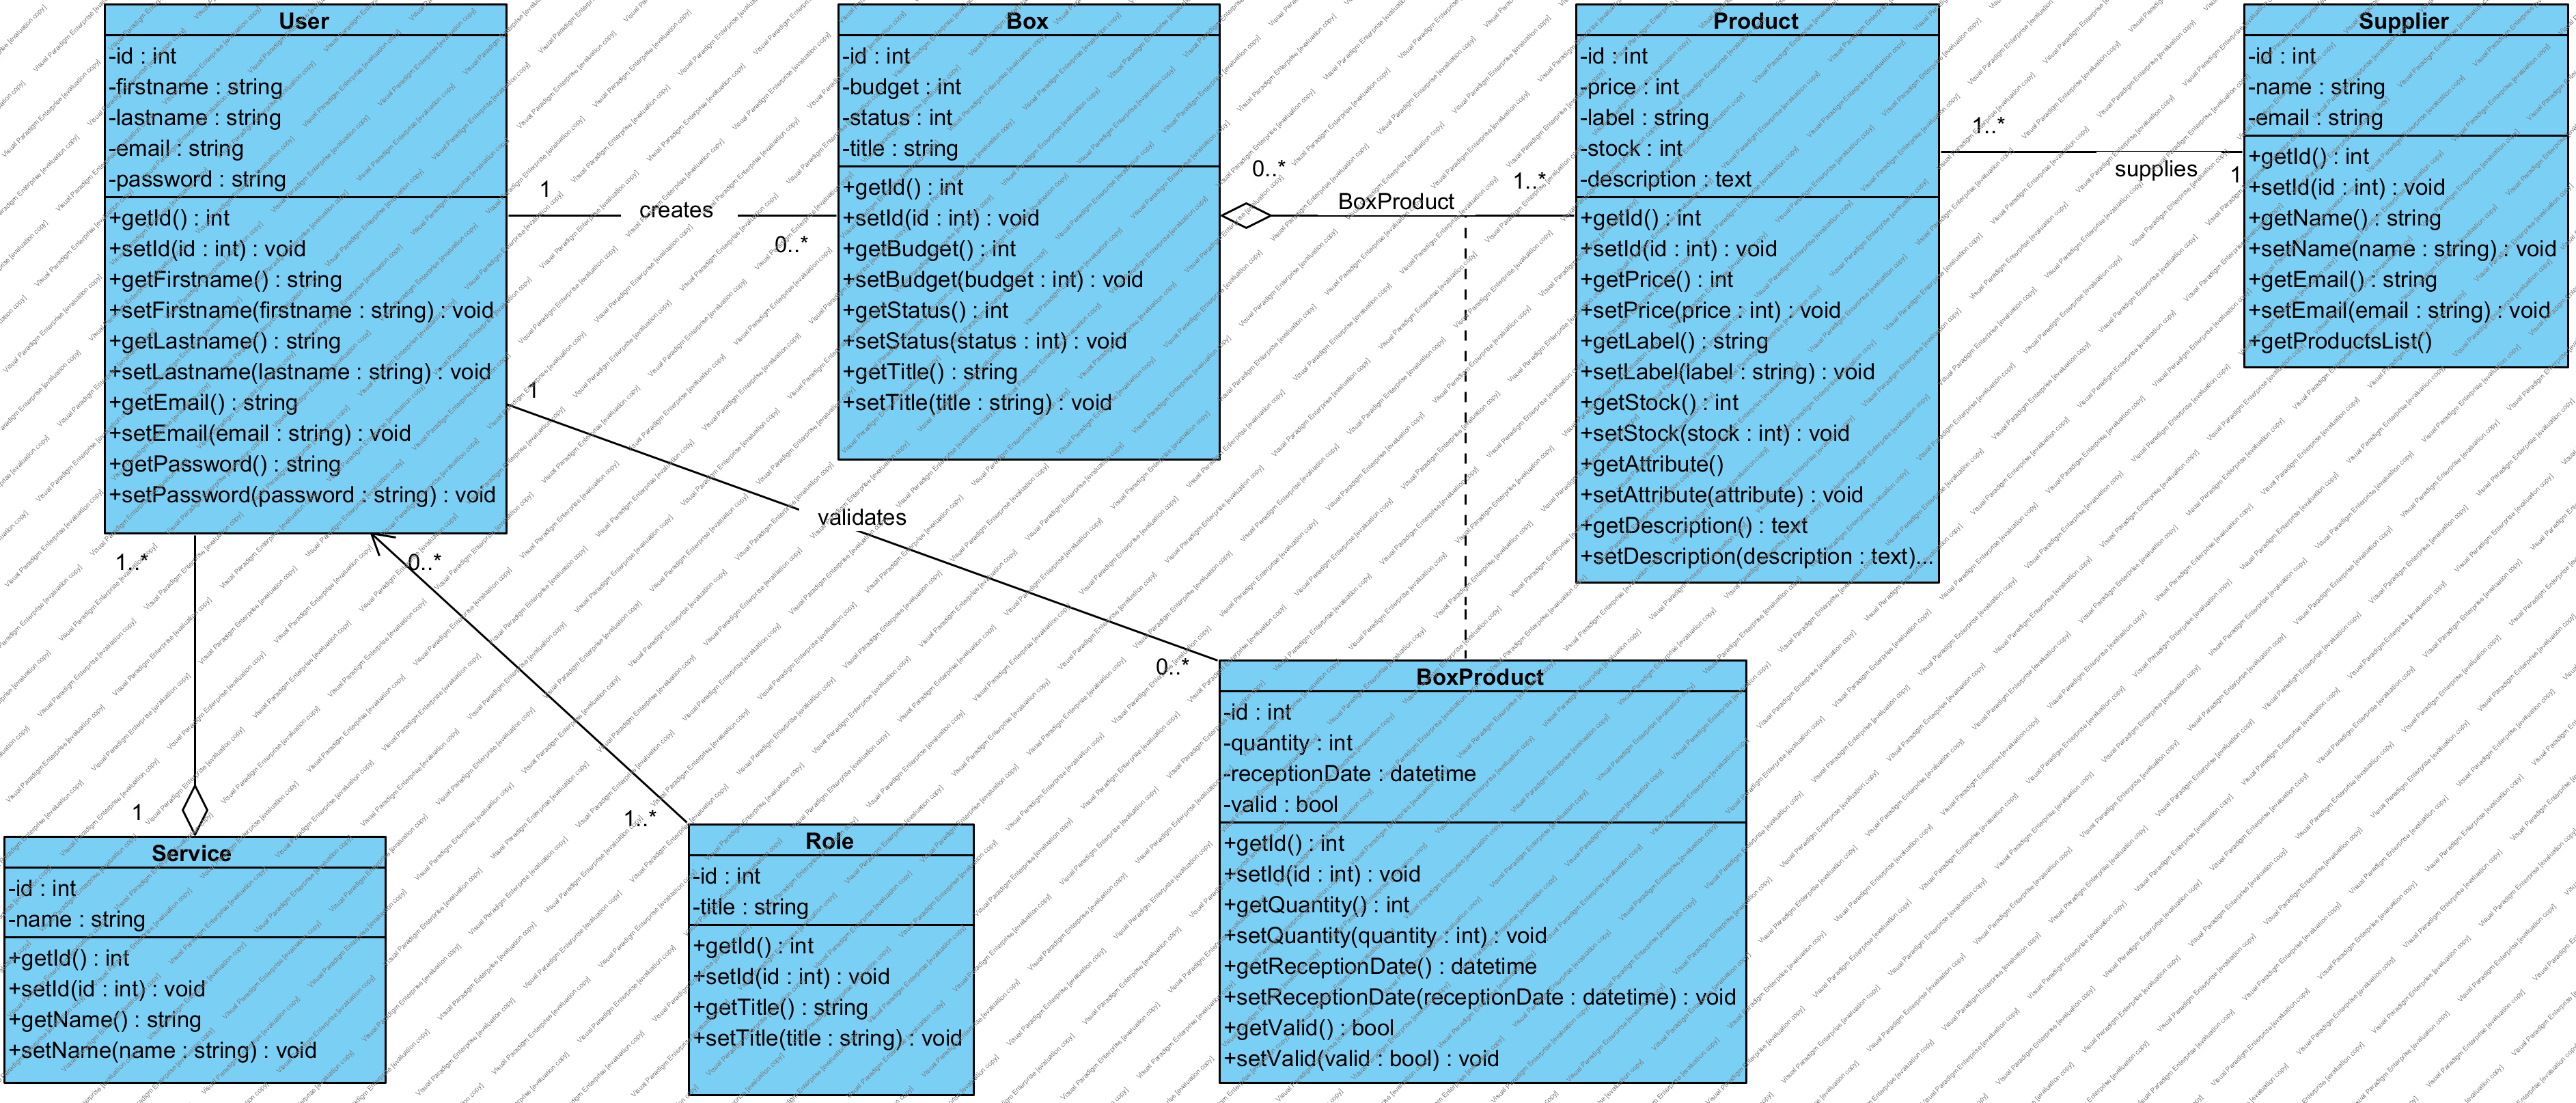 User
-id : int
-firstname : string
-lastname : string
-email : string
-password : string
+getId() : int
+setId(id : int) : void
+getFirstname() : string
+setFirstname(firstname : string) : void
+getLastname() : string
+setLastname(lastname : string) : void
+getEmail() : string
+setEmail(email : string) : void
+getPassword() : string
+setPassword(password : string) : void
1
creates
0..*
Box
-id : int
-budget : int
-status : int
-title : string
+getId() : int
+setId(id : int) : void
+getBudget() : int
+setBudget(budget : int) : void
+getStatus() : int
+setStatus(status : int) : void
+getTitle() : string
+setTitle(title : string) : void
0..*
BoxProduct
1..*
Product
-id : int
-price : int
-label : string
-stock : int
-description : text
+getId() : int
+setId(id : int) : void
+getPrice() : int
+setPrice(price : int) : void
+getLabel() : string
+setLabel(label : string) : void
+getStock() : int
+setStock(stock : int) : void
+getAttribute()
+setAttribute(attribute) : void
+getDescription() : text
+setDescription(description : text)...
1..*
supplies
1
Supplier
-id : int
-name : string
-email : string
+getId() : int
+setId(id : int) : void
+getName() : string
+setName(name : string) : void
+getEmail() : string
+setEmail(email : string) : void
+getProductsList()
1
validates
0..*
1..*
0..*
1
1..*
Service
-id : int
-name : string
+getId() : int
+setId(id : int) : void
+getName() : string
+setName(name : string) : void
Role
-id : int
-title : string
+getId() : int
+setId(id : int) : void
+getTitle() : string
+setTitle(title : string) : void
BoxProduct
-id : int
-quantity : int
-receptionDate : datetime
-valid : bool
+getId() : int
+setId(id : int) : void
+getQuantity() : int
+setQuantity(quantity : int) : void
+getReceptionDate() : datetime
+setReceptionDate(receptionDate : datetime) : void
+getValid() : bool
+setValid(valid : bool) : void
Visual Paradigm Enterprise [evaluation copy]